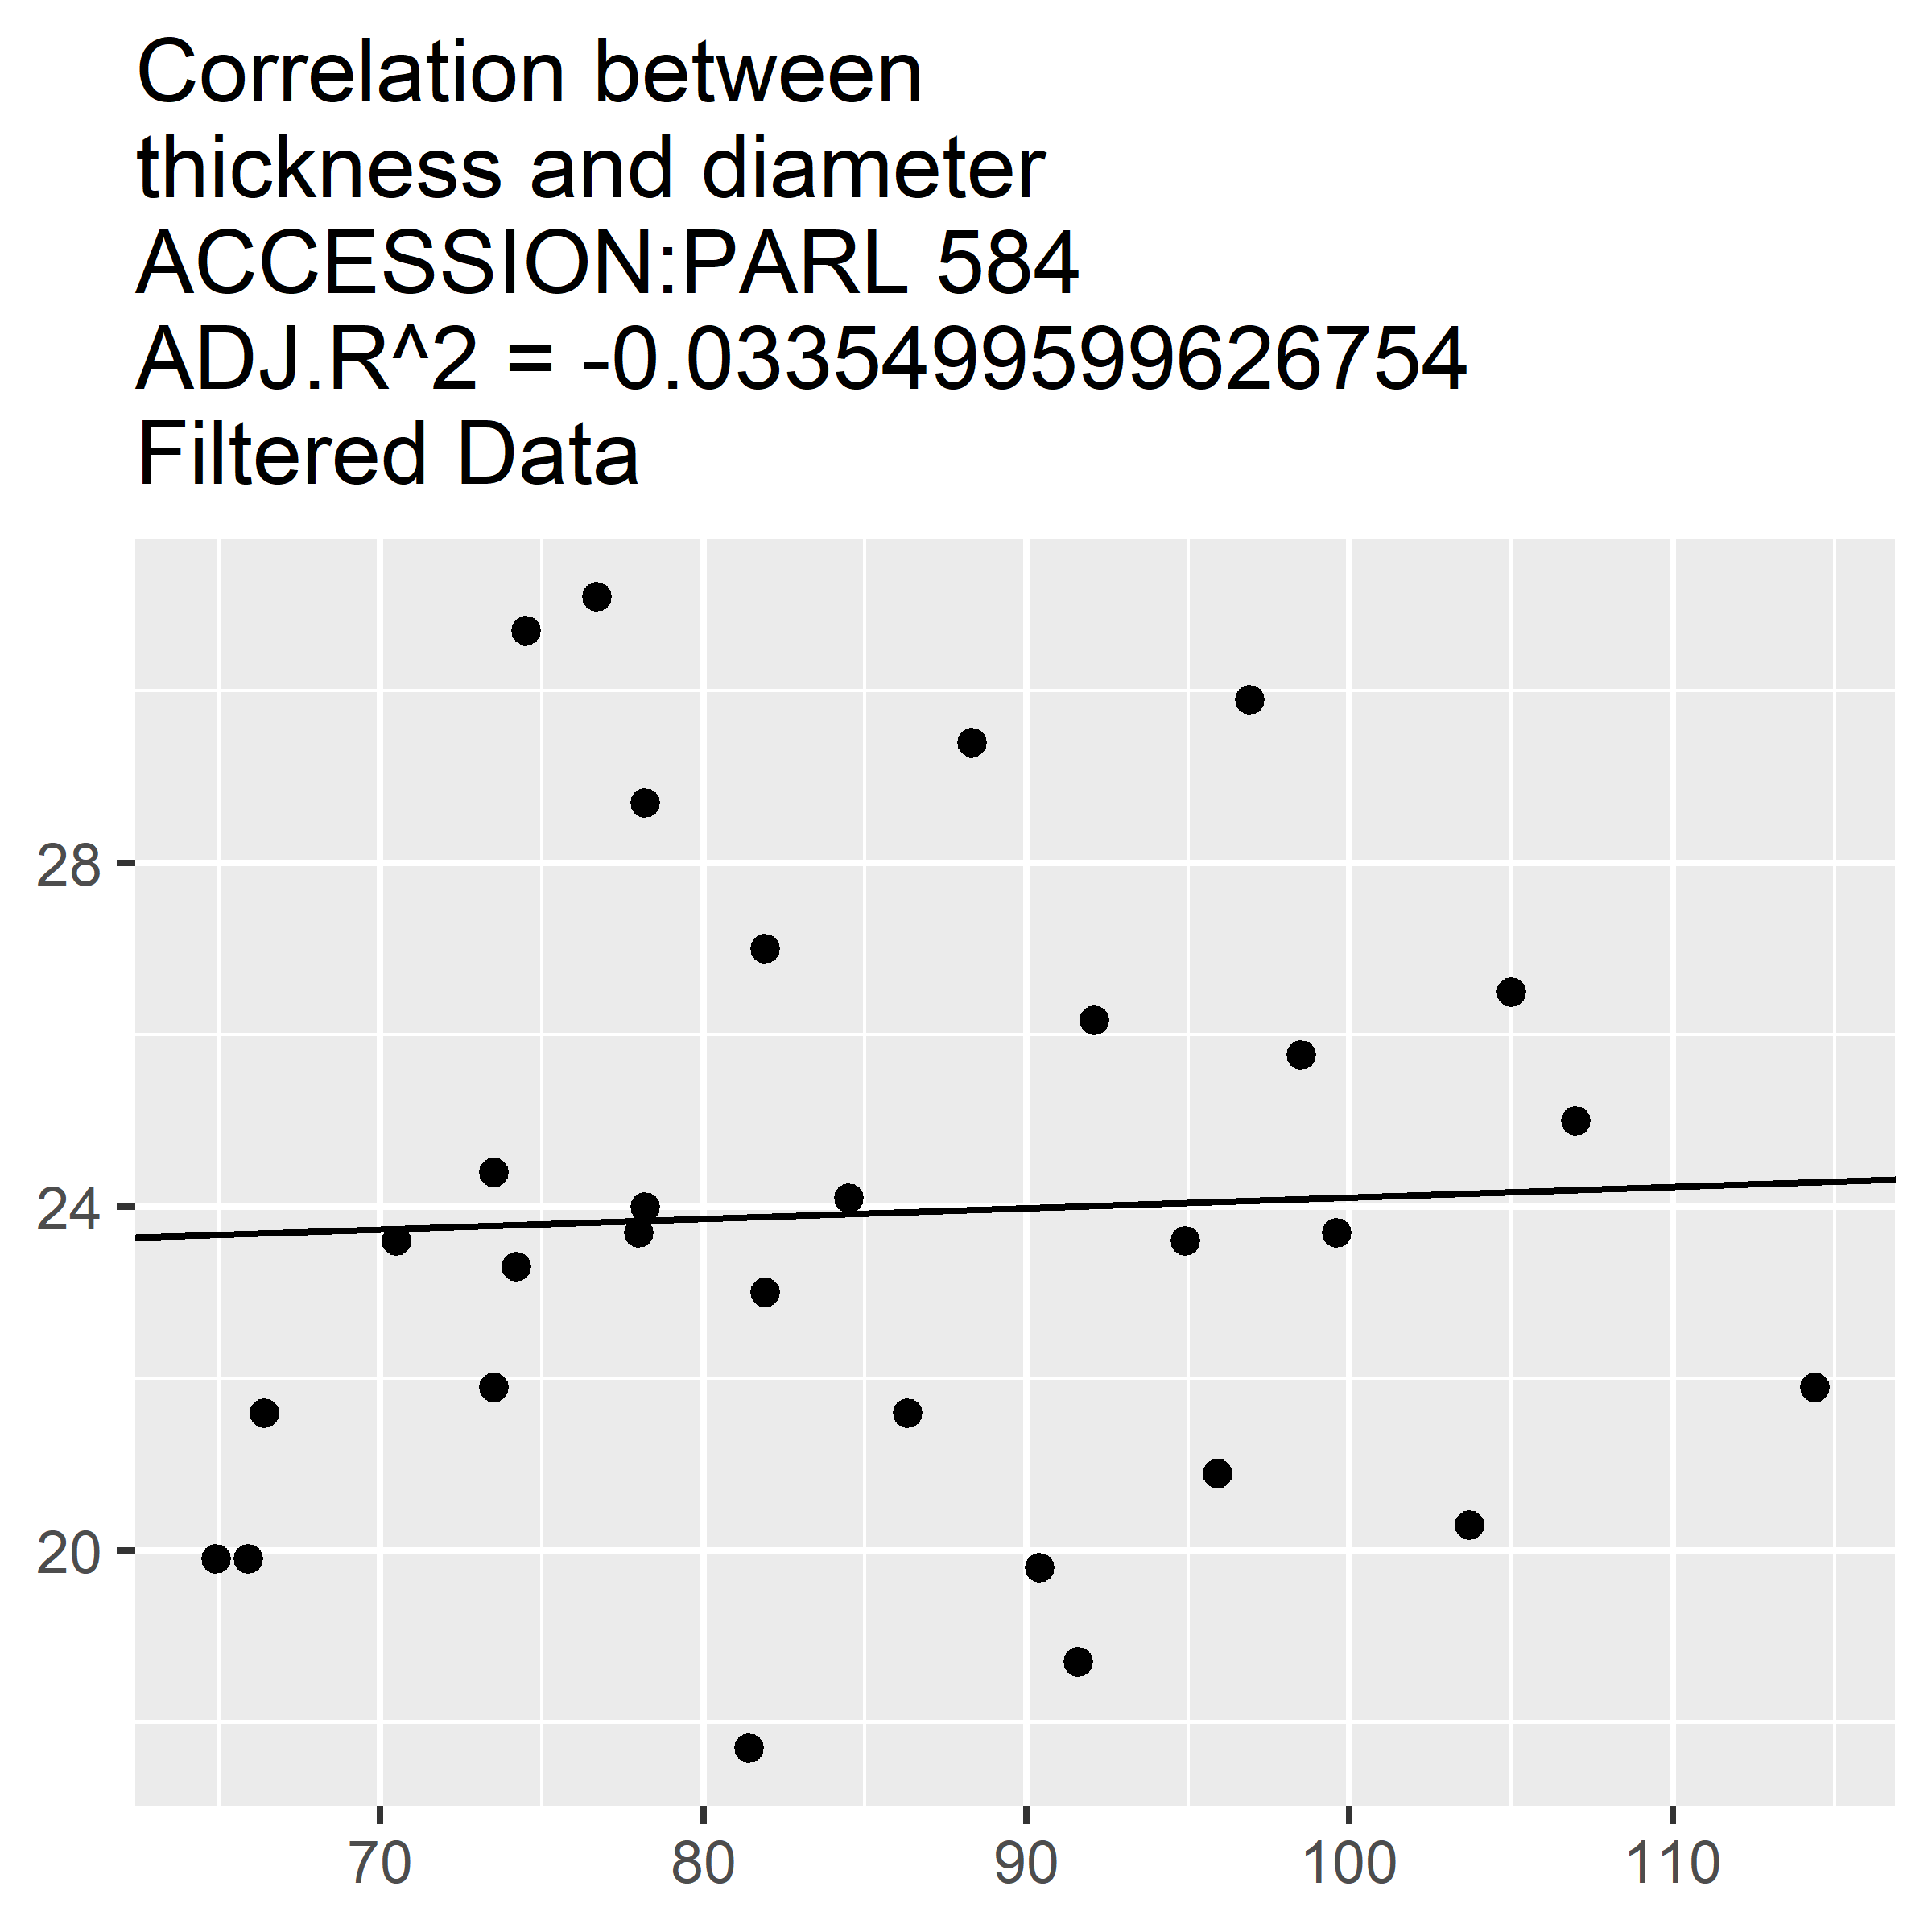 Correlation between
thickness and diameter
ACCESSION:PARL 584
ADJ.R^2 = -0.0335499599626754
Filtered Data
28
24
20
70 80 90 100 110